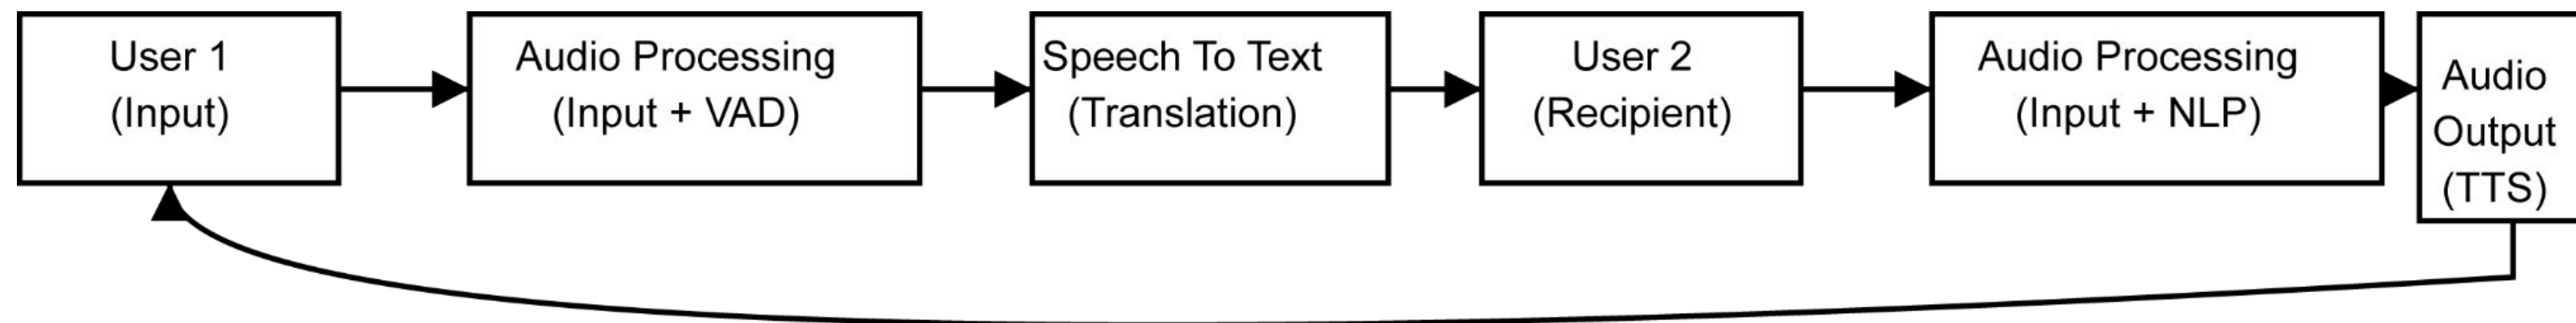 User 1
(Input)
Audio Processing
(Input + VAD)
Speech To Text
(Translation)
User 2
(Recipient)
Audio Processing
(Input + NLP)
Audio
Output
(TTS)